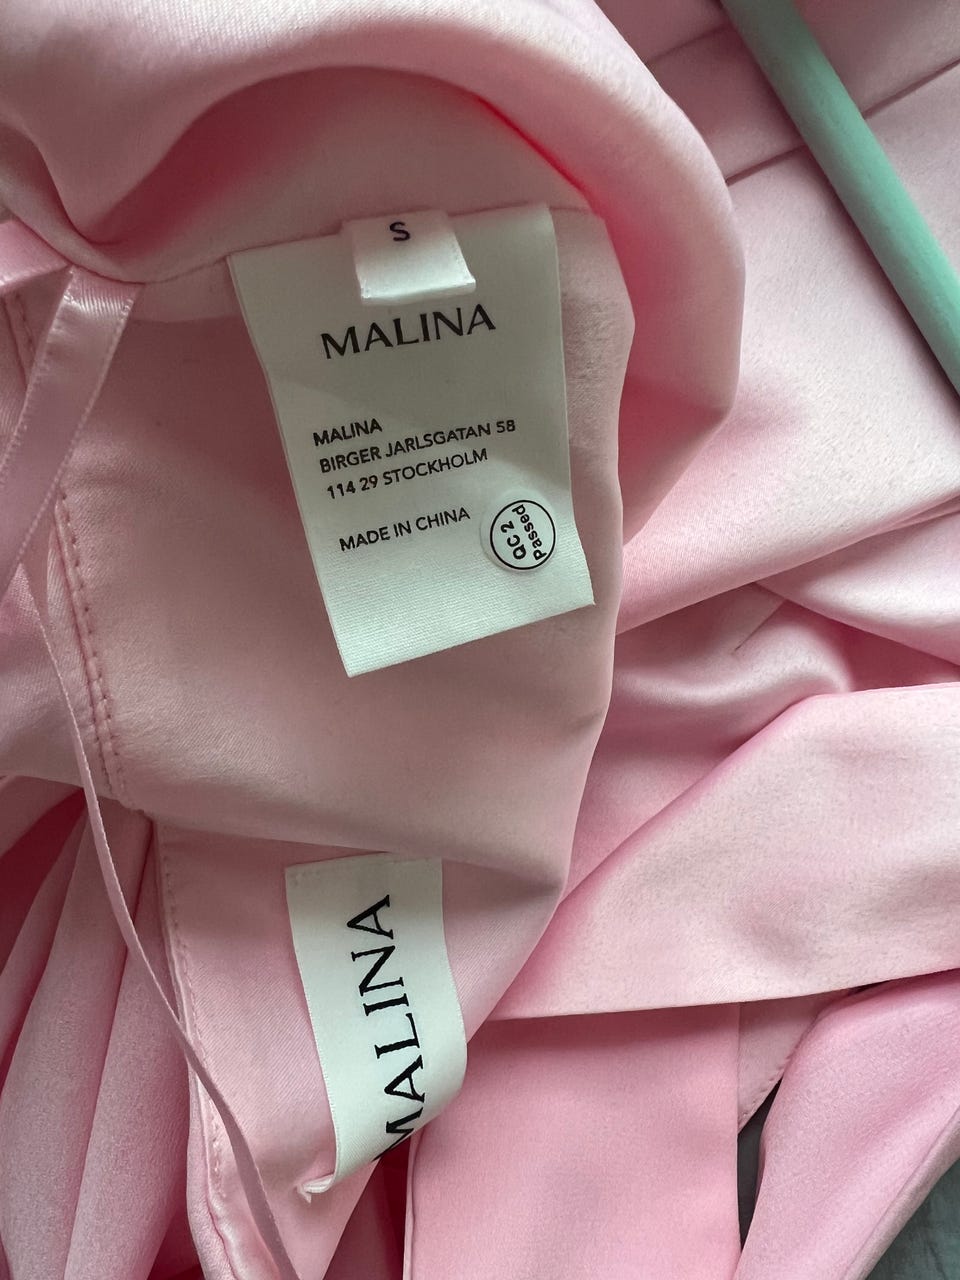 S
MALINA
MALINA
BIRGER JARLSGATAN 58
114 29 STOCKHOLM
MADE IN CHINA
QC 2
Passed
MALINA